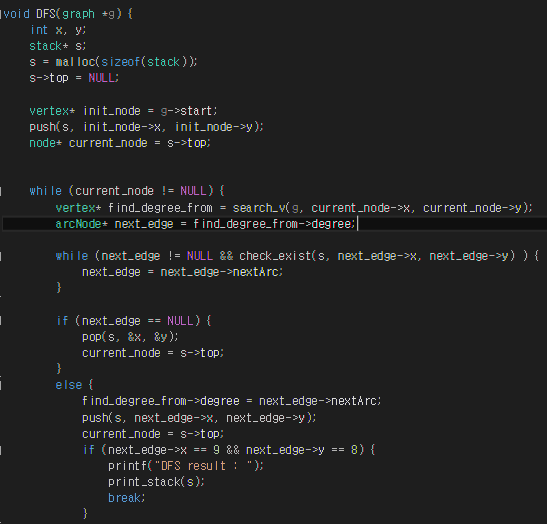 void DFS(graph *g) {
    int x, y;
    stack* s;
    s = malloc(sizeof(stack));
    s->top = NULL;

    vertex* init_node = g->start;
    push(s, init_node->x, init_node->y);
    node* current_node = s->top;


    while (current_node != NULL) {
        vertex* find_degree_from = search_v(g, current_node->x, current_node->y);
        arcNode* next_edge = find_degree_from->degree;

        while (next_edge != NULL && check_exist(s, next_edge->x, next_edge->y) ) {
            next_edge = next_edge->nextArc;
        }

        if (next_edge == NULL) {
            pop(s, &x, &y);
            current_node = s->top;
        }
        else {
            find_degree_from->degree = next_edge->nextArc;
            push(s, next_edge->x, next_edge->y);
            current_node = s->top;
            if (next_edge->x == 9 && next_edge->y == 8) {
                printf("DFS result : ");
                print_stack(s);
                break;
            }